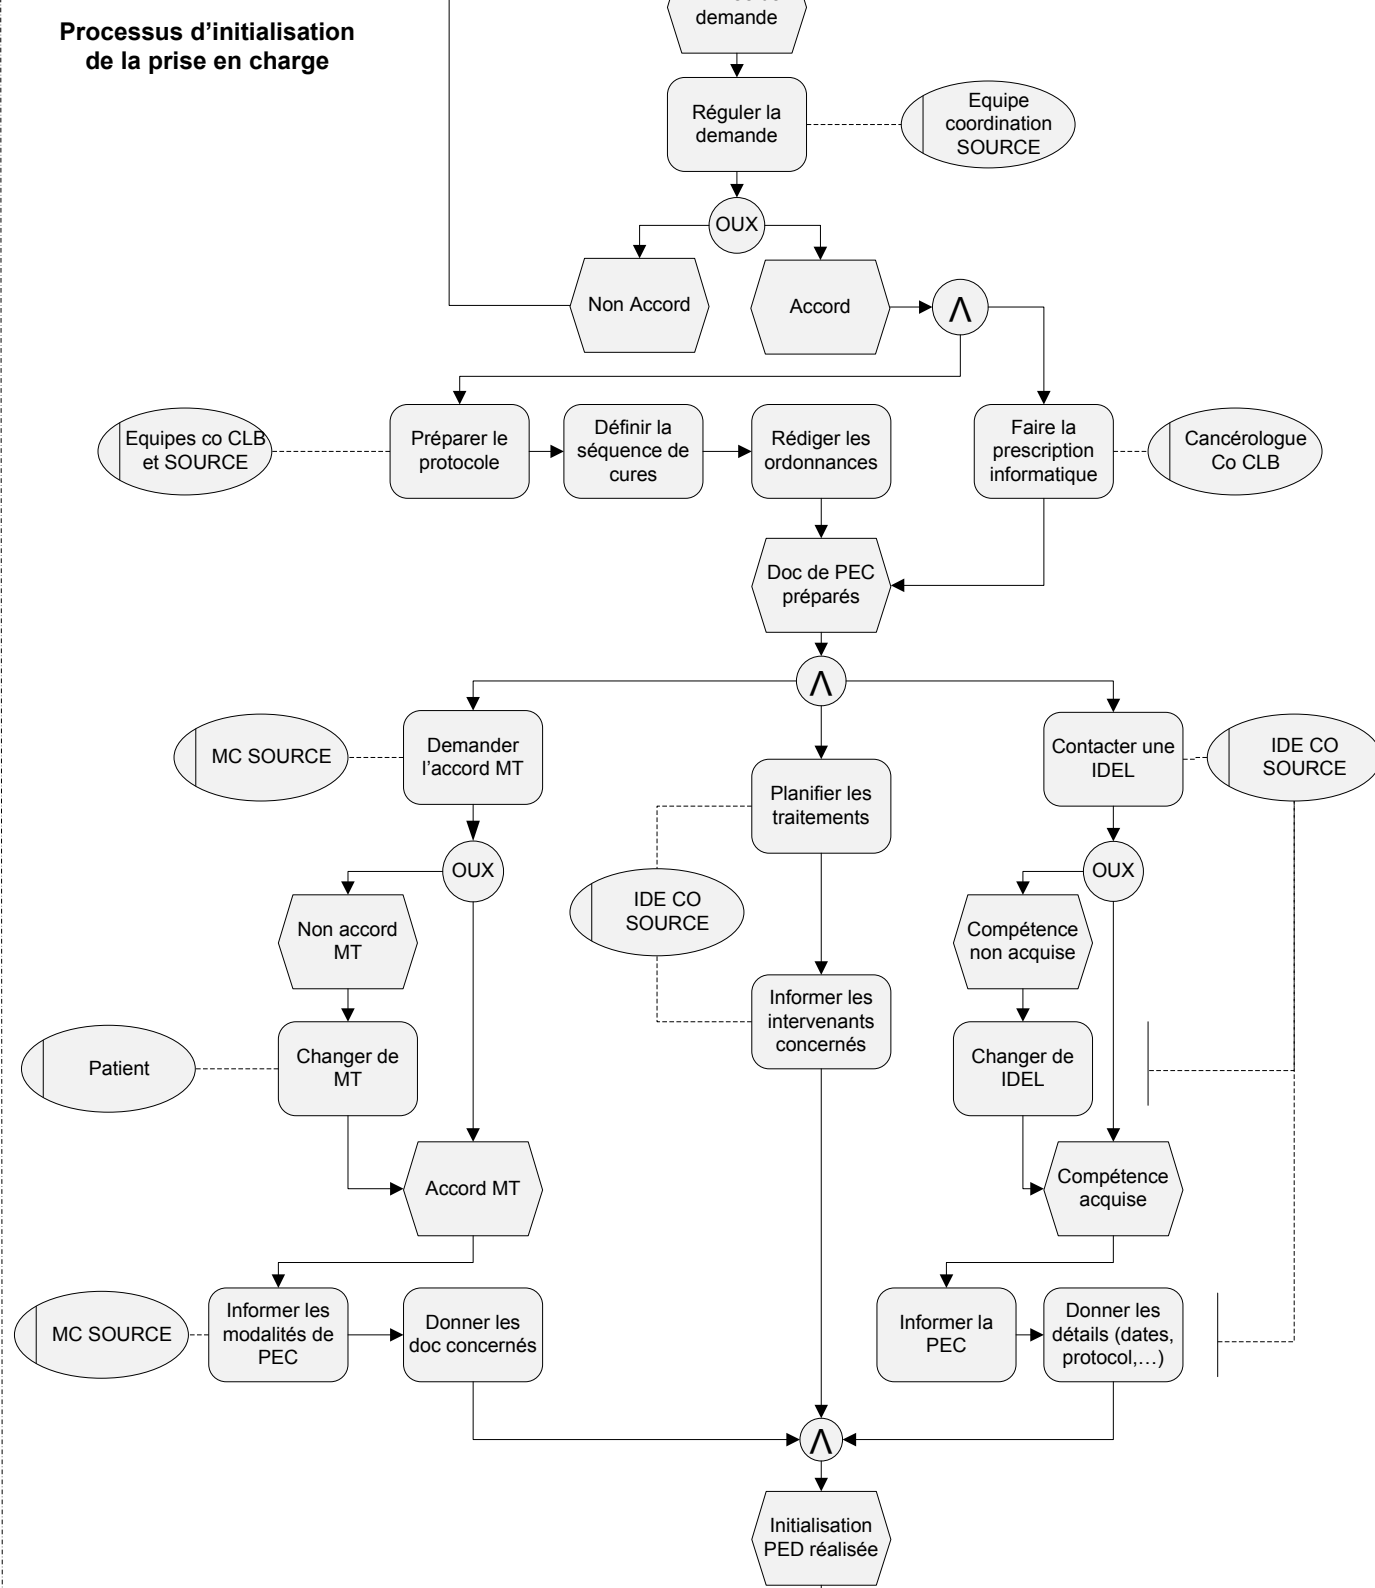 Processus d’initialisation
de la prise en charge
demande
Réguler la
demande
Equipe
coordination
SOURCE
OUX
Non Accord
Accord
Λ
Equipes co CLB
et SOURCE
Préparer le
protocole
Définir la
séquence de
cures
Rédiger les
ordonnances
Faire la
prescription
informatique
Cancérologue
Co CLB
Doc de PEC
préparés
Λ
MC SOURCE
Demander
l’accord MT
Planifier les
traitements
Contacter une
IDEL
IDE CO
SOURCE
OUX
OUX
Non accord
MT
IDE CO
SOURCE
Compétence
non acquise
Informer les
intervenants
concernés
Patient
Changer de
MT
Changer de
IDEL
Accord MT
Compétence
acquise
MC SOURCE
Informer les
modalités de
PEC
Donner les
doc concernés
Informer la
PEC
Donner les
détails (dates,
protocol,…)
Λ
Initialisation
PED réalisée